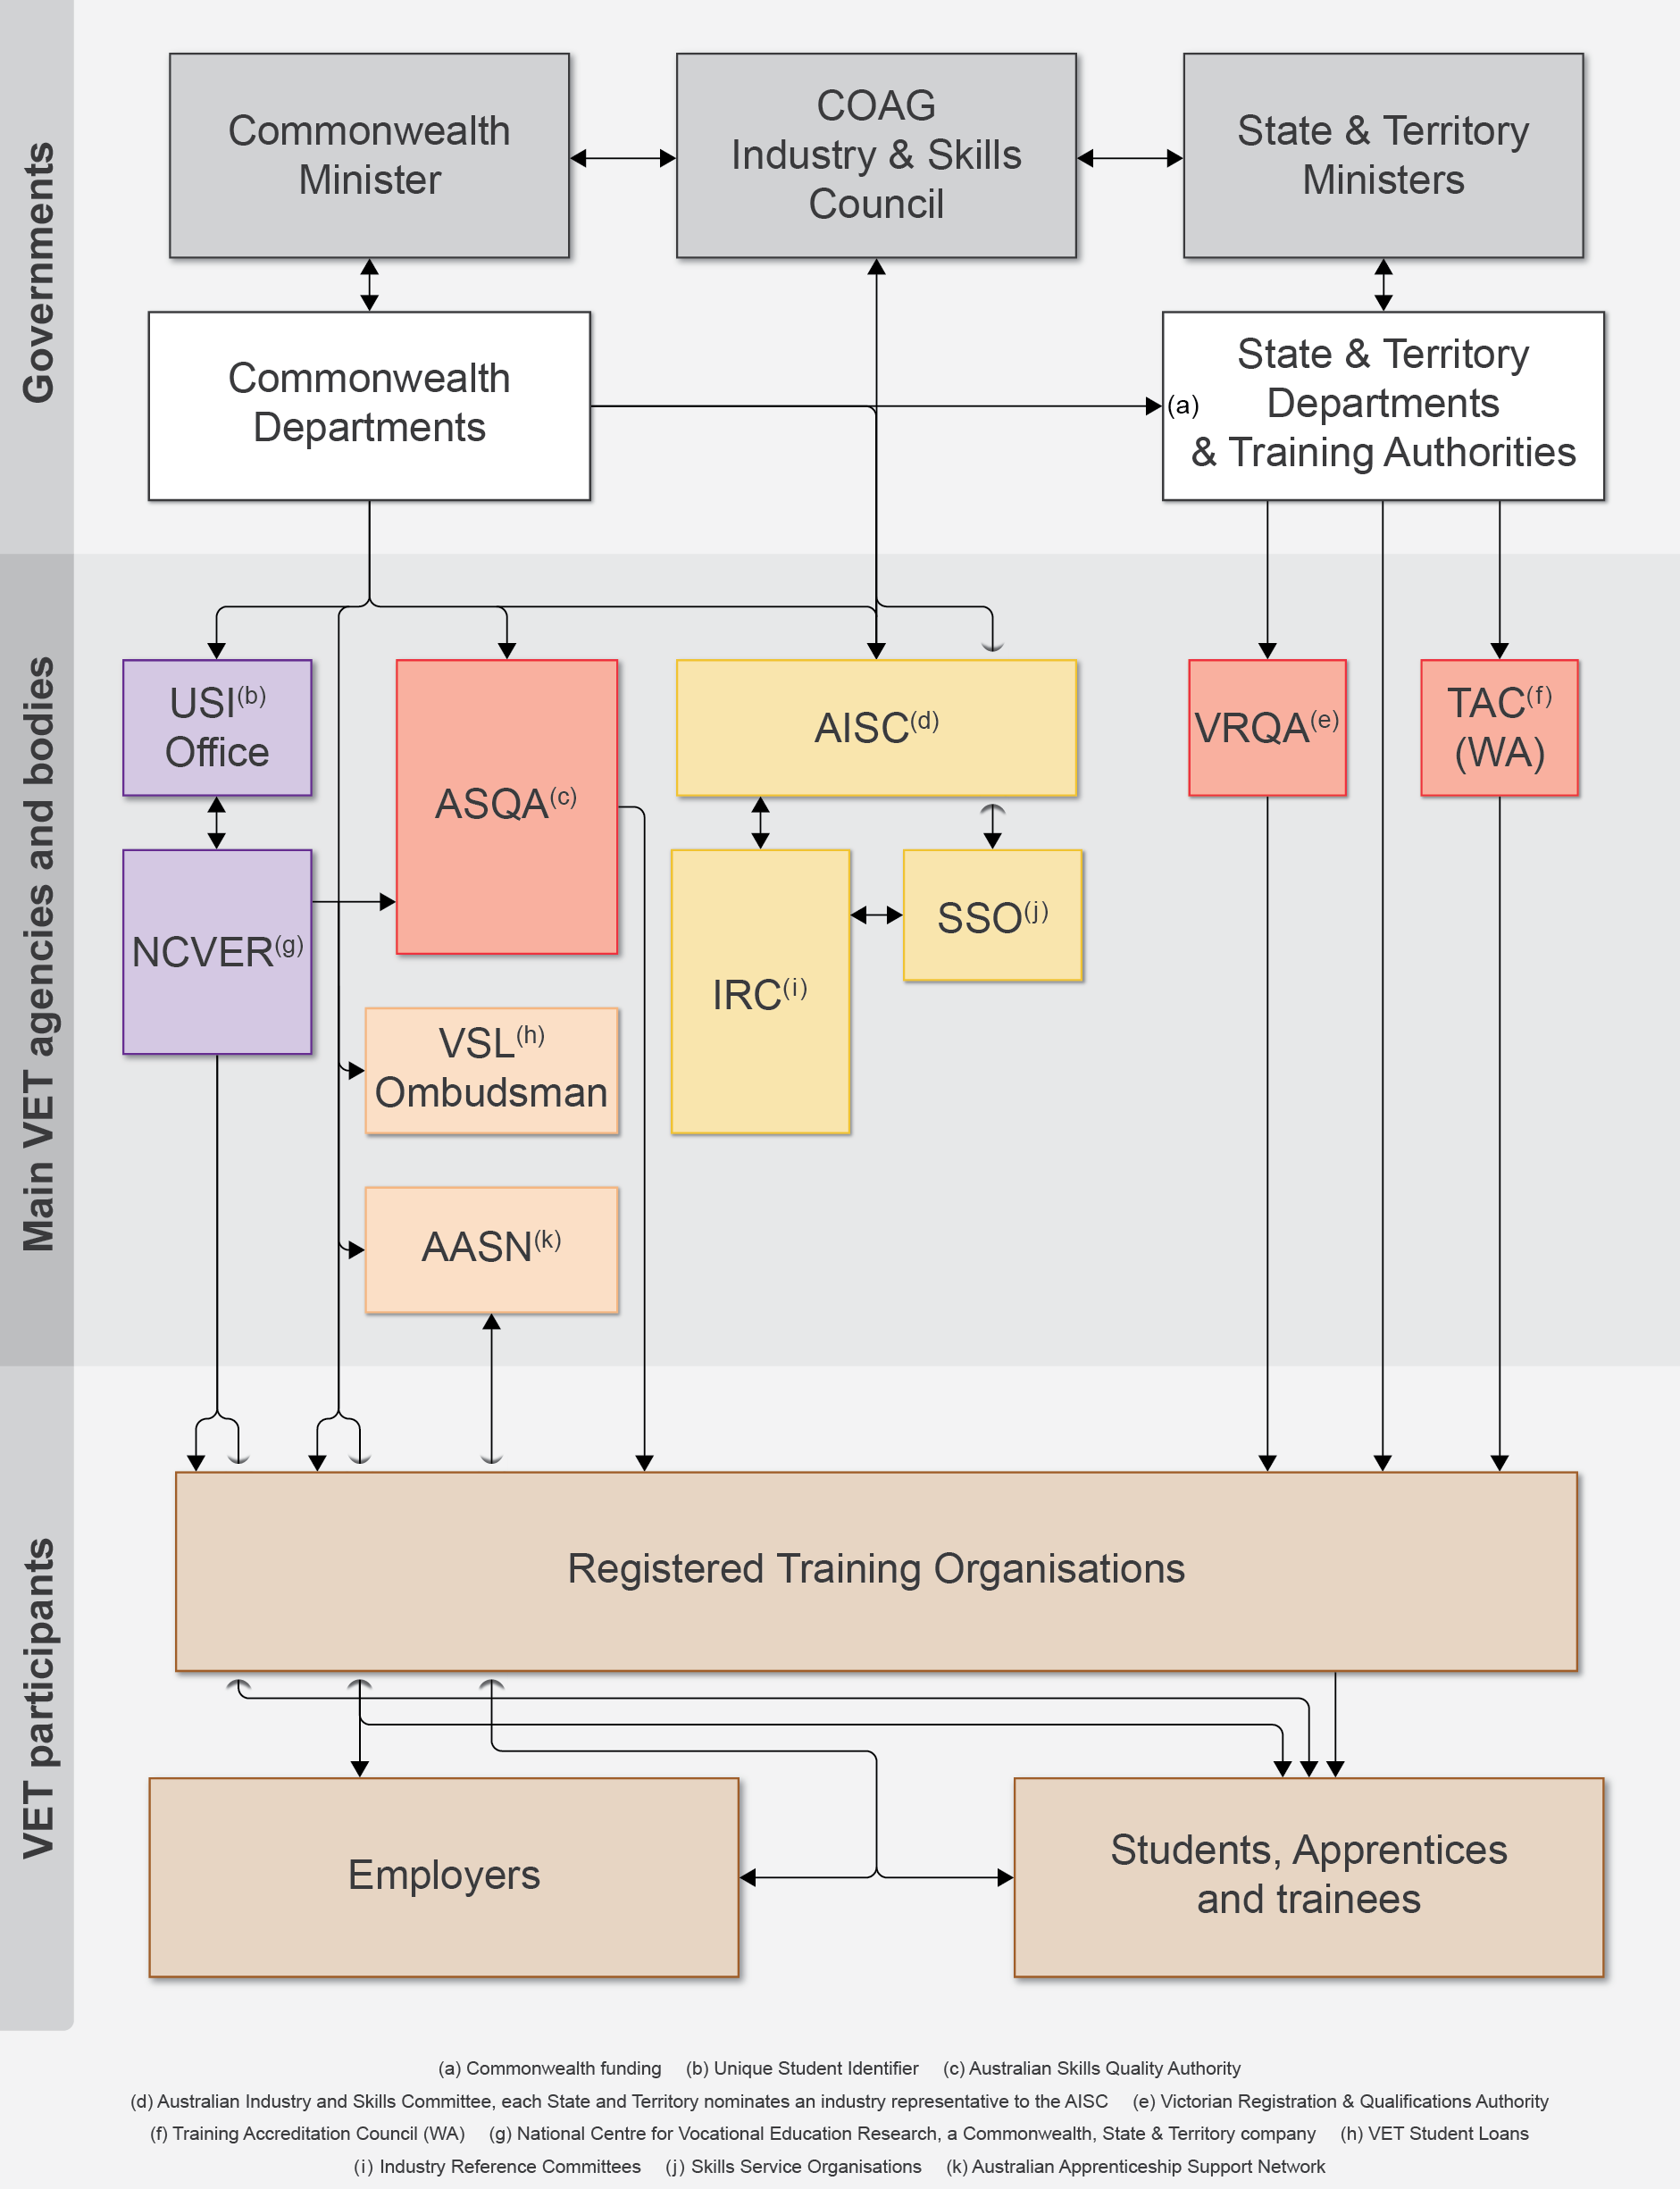 Governments
Commonwealth
Minister
COAG
Industry & Skills
Council
State & Territory
Ministers
Commonwealth
Departments
(a)
State & Territory
Departments
& Training Authorities
Main VET agencies and bodies
USI(b)
Office
ASQA(c)
AISC(d)
VRQA(e)
TAC(f)
(WA)
NCVER(g)
IRC(i)
SSO(j)
VSL(h)
Ombudsman
AASN(k)
VET participants
Registered Training Organisations
Employers
Students, Apprentices
and trainees
(a) Commonwealth funding (b) Unique Student Identifier (c) Australian Skills Quality Authority
(d) Australian Industry and Skills Committee, each State and Territory nominates an industry representative to the AISC (e) Victorian Registration & Qualifications Authority
(f) Training Accreditation Council (WA) (g) National Centre for Vocational Education Research, a Commonwealth, State & Territory company (h) VET Student Loans
(i) Industry Reference Committees (j) Skills Service Organisations (k) Australian Apprenticeship Support Network